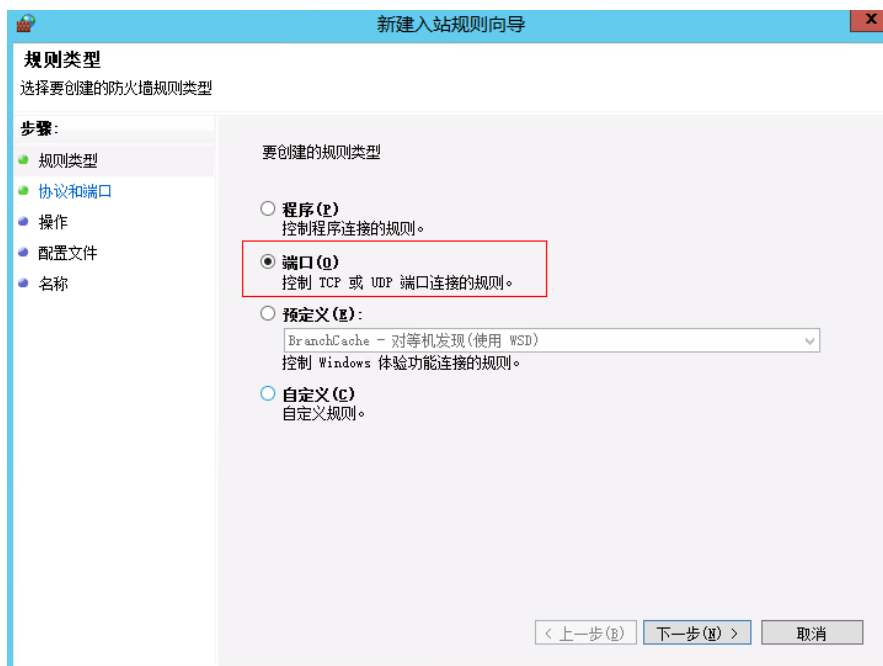 新建入站规则向导
x
规则类型
选择要创建的防火墙规则类型
步骤:
规则类型
协议和端口
操作
配置文件
名称
要创建的规则类型
程序(P)
控制程序连接的规则。
端口(O)
控制 TCP 或 UDP 端口连接的规则。
预定义(E):
BranchCache - 对等机发现(使用 WSD)
控制 Windows 体验功能连接的规则。
自定义(C)
自定义规则。
< 上一步(B)
下一步(N) >
取消